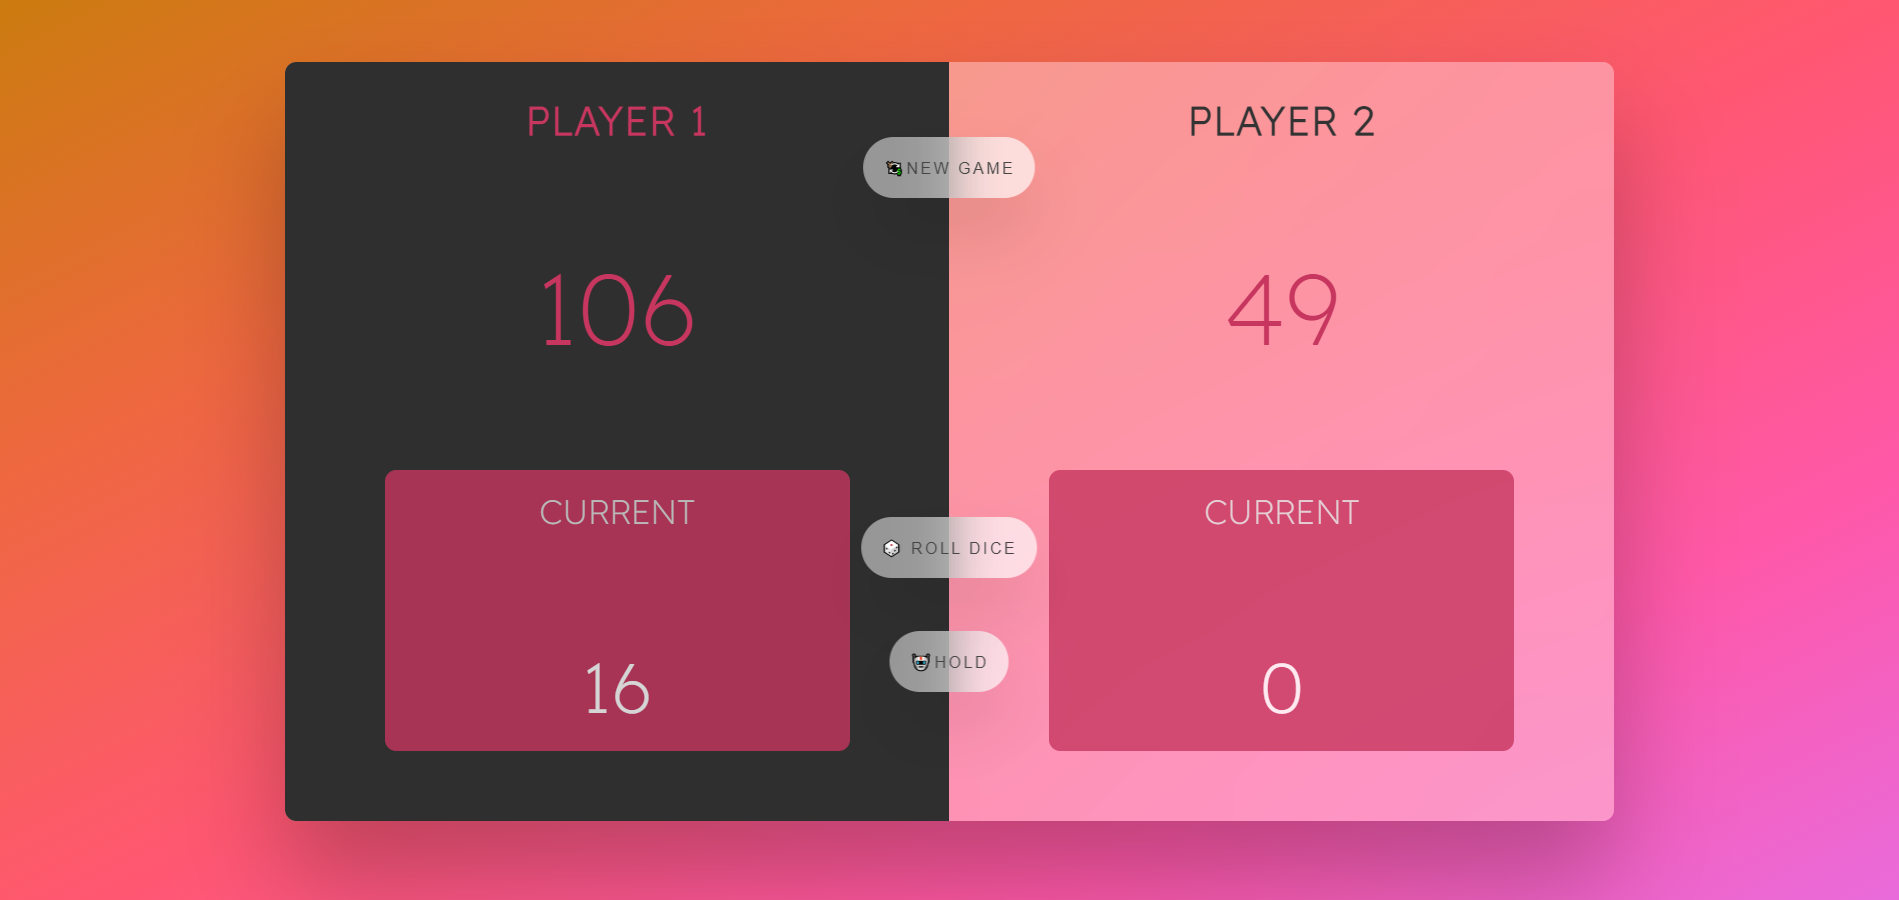 PLAYER 1
PLAYER 2
NEW GAME
106
49
CURRENT
CURRENT
ROLL DICE
HOLD
16
0